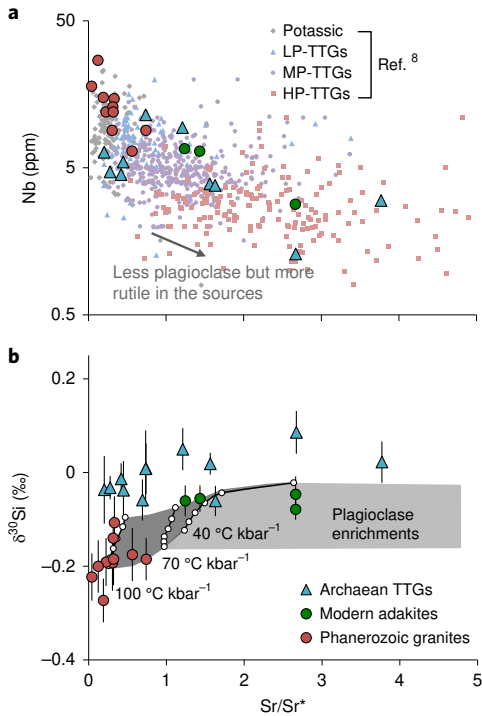 a
50
5
0.5
Nb (ppm)
Potassic
LP-TTGs
MP-TTGs
HP-TTGs
Ref. 8
Less plagioclase but more
rutile in the sources
b
0.2
0
−0.2
−0.4
δ30Si (‰)
40 °C kbar−1
70 °C kbar−1
100 °C kbar−1
Plagioclase
enrichments
Archaean TTGs
Modern adakites
Phanerozoic granites
0 1 2 3 4 5
Sr/Sr*